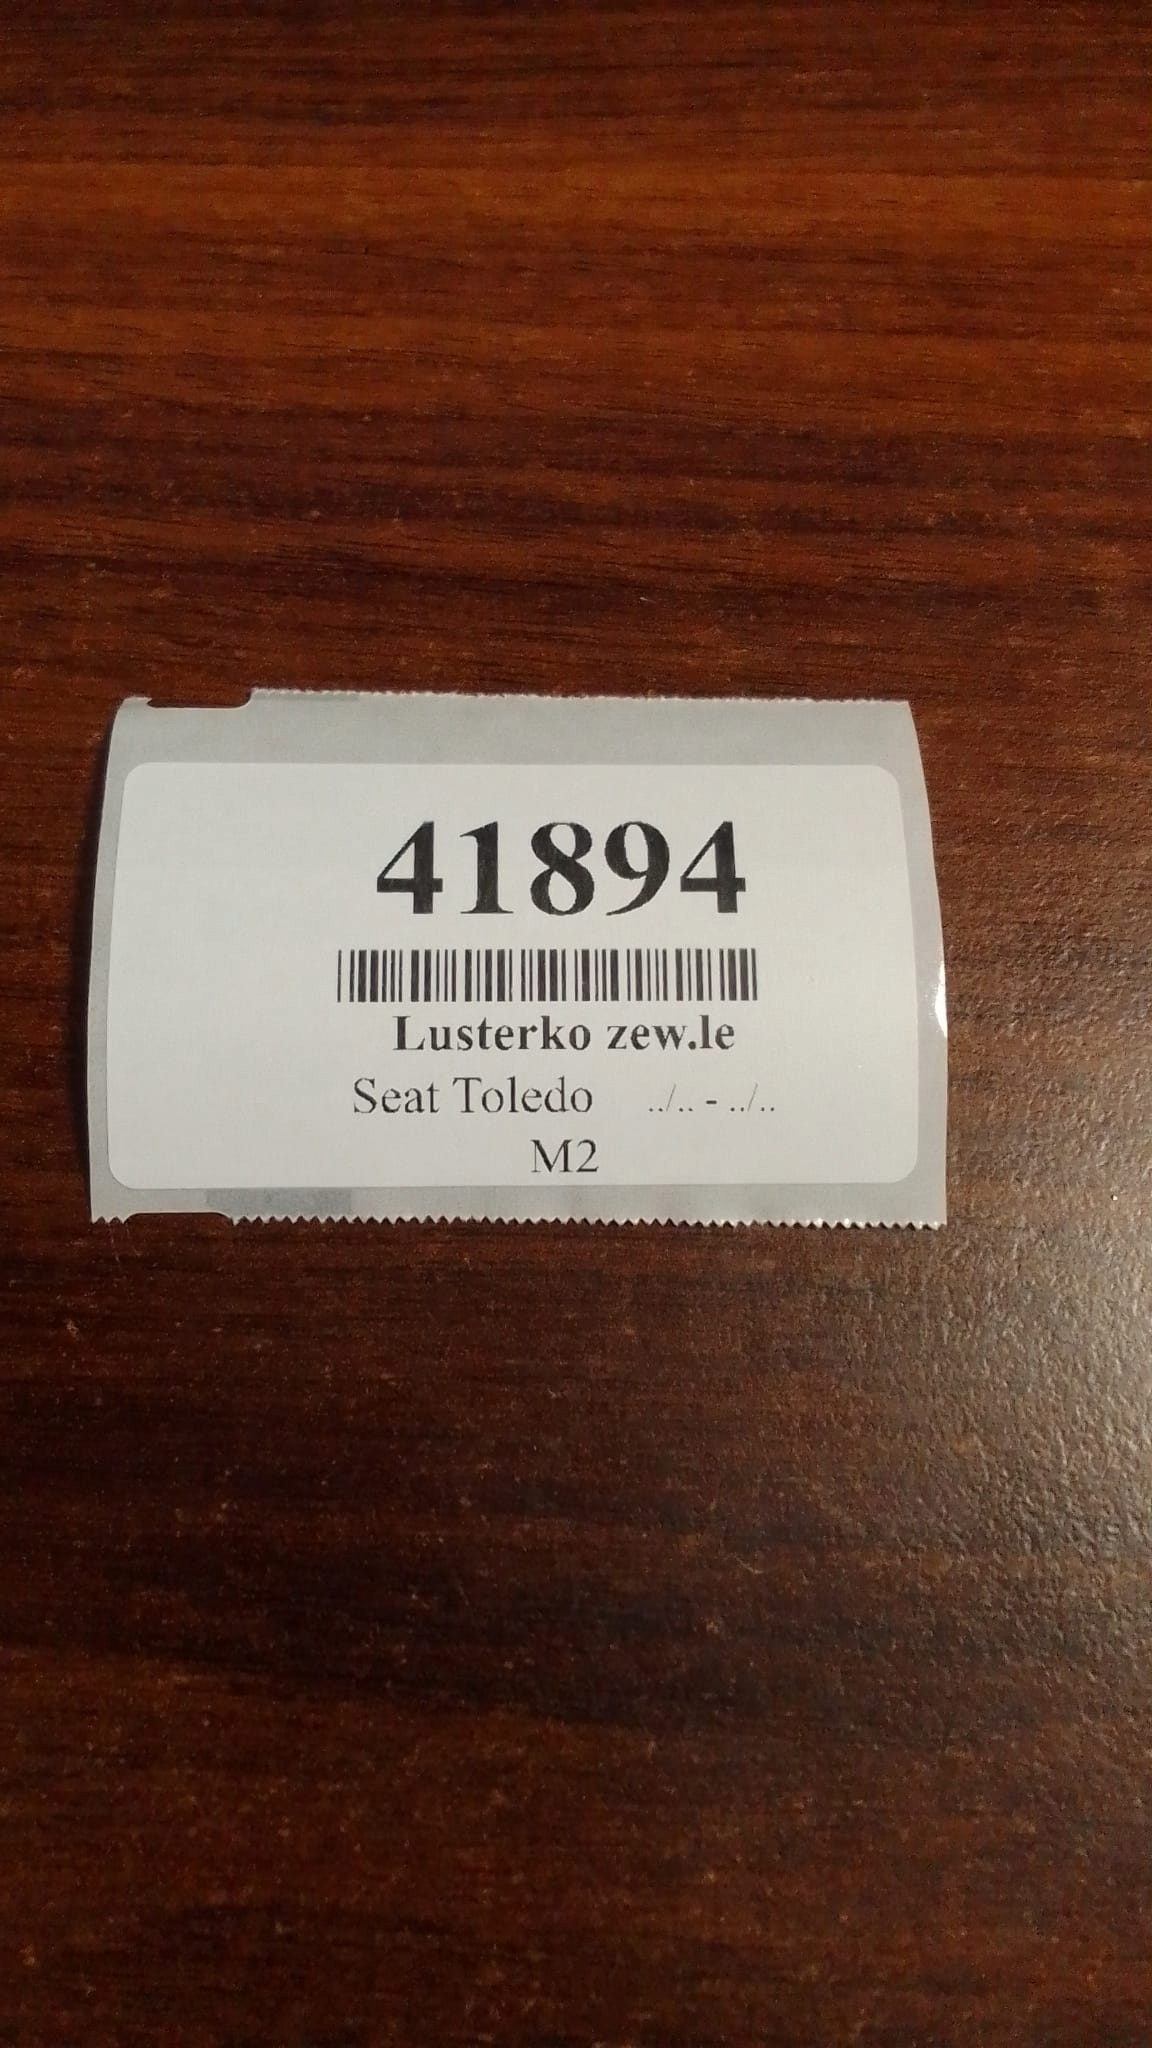 41894
Lusterko zew.le
Seat Toledo ../.. - ../..
M2